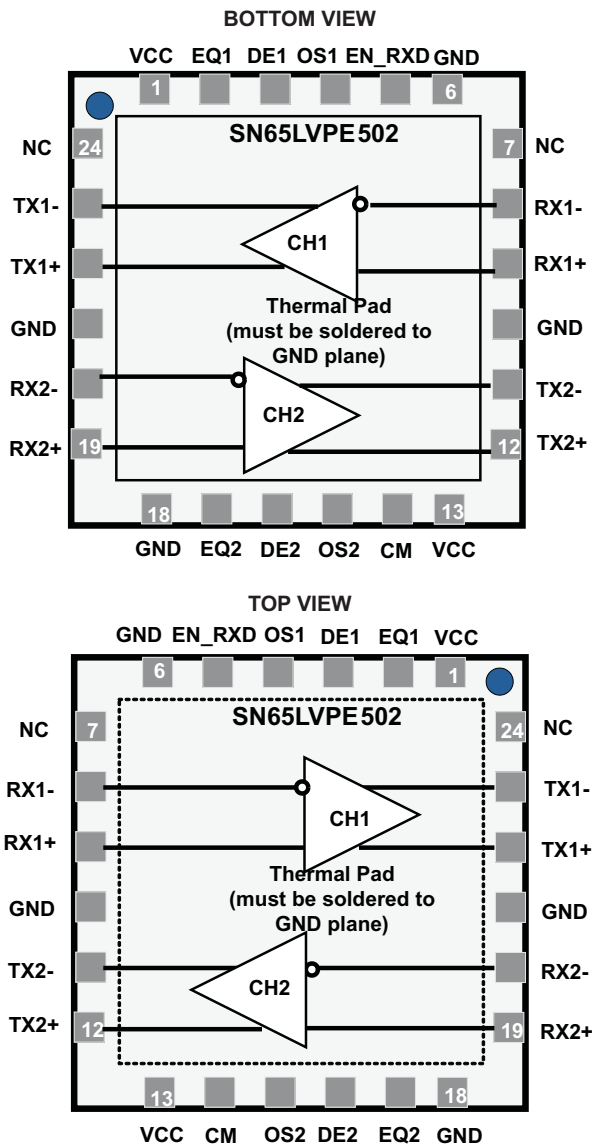 BOTTOM VIEW
VCC EQ1 DE1 OS1 EN_RXD GND
1 6
SN65LVPE502
NC 24 7 NC
TX1- RX1-
CH1
TX1+ RX1+
Thermal Pad
GND (must be soldered to GND
GND plane)
RX2- TX2-
CH2
RX2+ 19 12 TX2+
18 13
GND EQ2 DE2 OS2 CM VCC
TOP VIEW
GND EN_RXD OS1 DE1 EQ1 VCC
6 1
SN65LVPE502
NC 7 24 NC
RX1- TX1-
CH1
RX1+ TX1+
Thermal Pad
GND (must be soldered to GND
GND plane)
TX2- RX2-
CH2
TX2+ 12 19 RX2+
13 18
VCC CM OS2 DE2 EQ2 GND